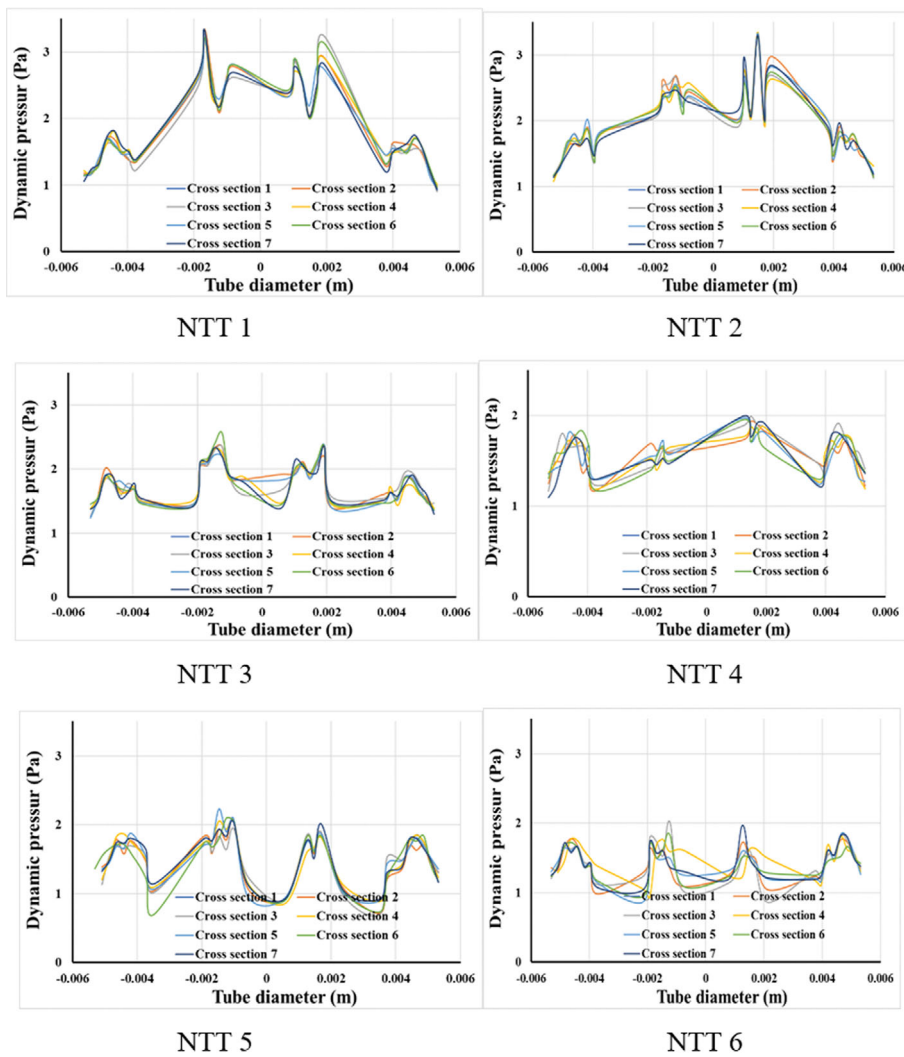 Dynamic pressur (Pa)
3
2
1
0
Cross section 1
Cross section 2
Cross section 3
Cross section 4
Cross section 5
Cross section 6
Cross section 7
-0.006 -0.004 -0.002 0 0.002 0.004 0.006
Tube diameter (m)
NTT 1
Dynamic pressur (Pa)
3
2
1
0
Cross section 1
Cross section 2
Cross section 3
Cross section 4
Cross section 5
Cross section 6
Cross section 7
-0.006 -0.004 -0.002 0 0.002 0.004 0.006
Tube diameter (m)
NTT 2
Dynamic pressur (Pa)
3
2
1
0
Cross section 1
Cross section 2
Cross section 3
Cross section 4
Cross section 5
Cross section 6
Cross section 7
-0.006 -0.004 -0.002 0 0.002 0.004 0.006
Tube diameter (m)
NTT 3
Dynamic pressur (Pa)
2
1
0
Cross section 1
Cross section 2
Cross section 3
Cross section 4
Cross section 5
Cross section 6
Cross section 7
-0.006 -0.004 -0.002 0 0.002 0.004 0.006
Tube diameter (m)
NTT 4
Dynamic pressur (Pa)
3
2
1
0
Cross section 1
Cross section 2
Cross section 3
Cross section 4
Cross section 5
Cross section 6
Cross section 7
-0.006 -0.004 -0.002 0 0.002 0.004 0.006
Tube diameter (m)
NTT 5
Dynamic pressur (Pa)
3
2
1
0
Cross section 1
Cross section 2
Cross section 3
Cross section 4
Cross section 5
Cross section 6
Cross section 7
-0.006 -0.004 -0.002 0 0.002 0.004 0.006
Tube diameter (m)
NTT 6